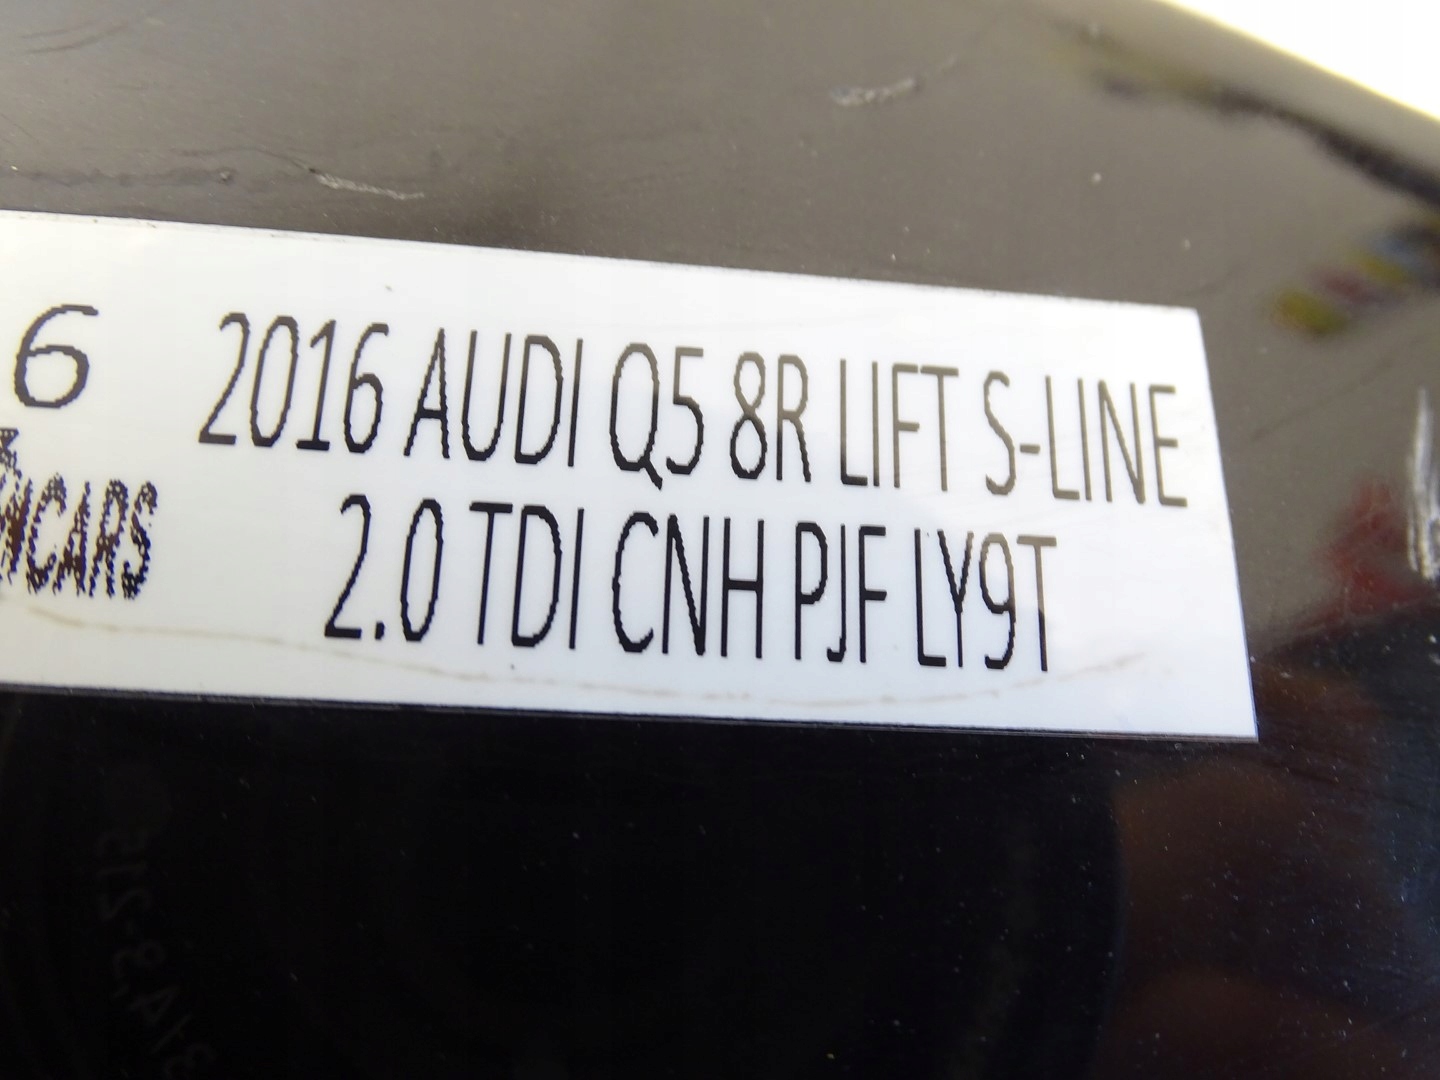 6
2016 AUDI Q5 8R LIFT S-LINE
2.0 TDI CNH PJF LY9T